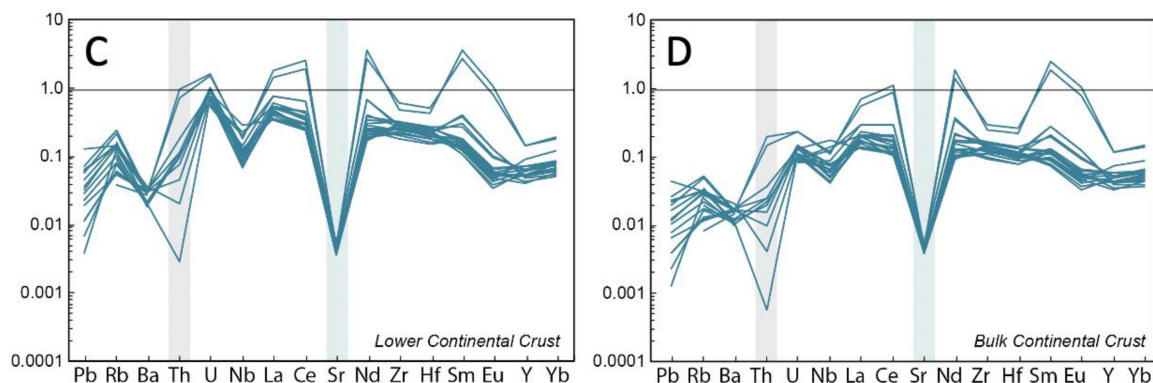 C
10
1.0
0.1
0.01
0.001
0.0001
Lower Continental Crust
Pb Rb Ba Th U Nb La Ce Sr Nd Zr Hf Sm Eu Y Yb
D
10
1.0
0.1
0.01
0.001
0.0001
Bulk Continental Crust
Pb Rb Ba Th U Nb La Ce Sr Nd Zr Hf Sm Eu Y Yb